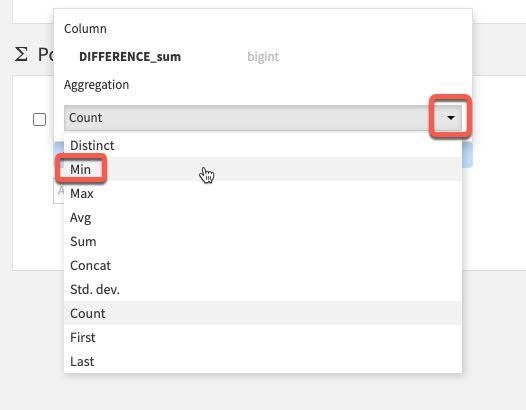 Column
Σ Po
DIFFERENCE_sum bigint
Aggregation
Count
Distinct
Min
A
Max
Avg
Sum
Concat
Std. dev.
Count
First
Last